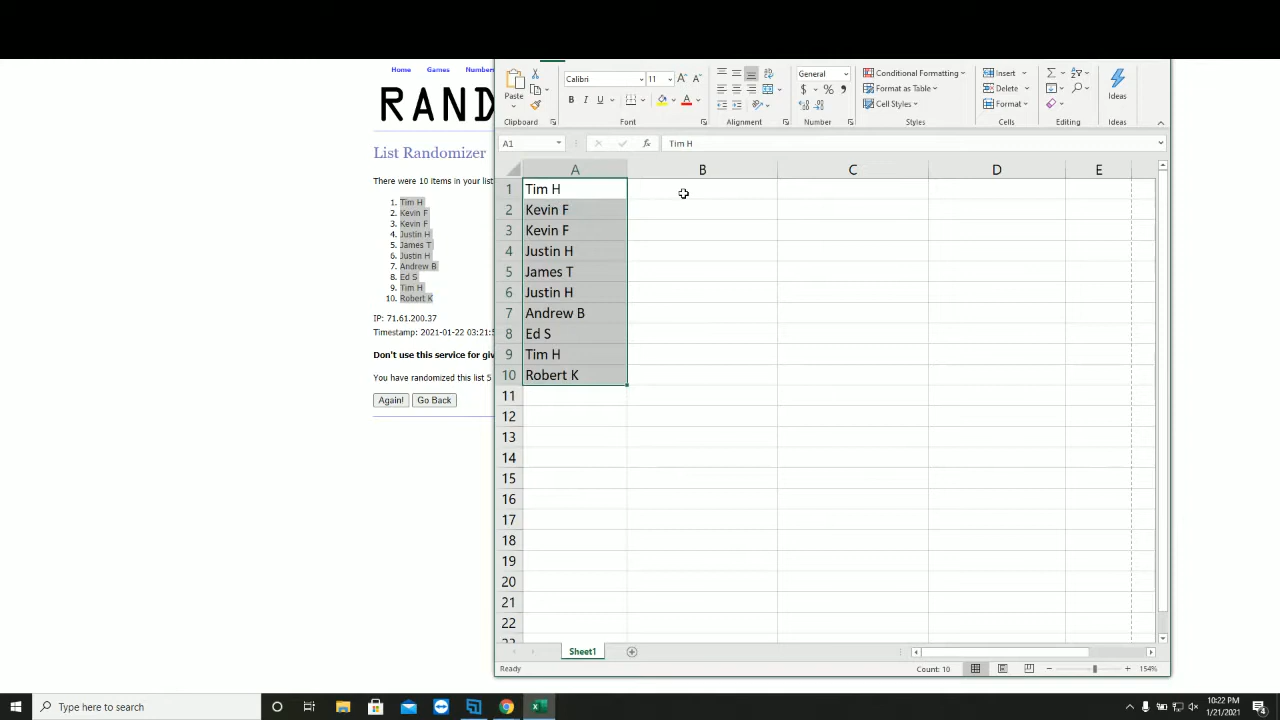 Home Games Number
RAND
List Randomizer
There were 10 items in your list
1. Tim H
2. Kevin F
3. Kevin F
4. Justin H
5. James T
6. Justin H
7. Andrew B
8. Ed S
9. Tim H
10. Robert K
IP: 71.61.200.37
Timestamp: 2021-01-22 03:21:5
Don't use this service for giv
You have randomized this list 5
Again! Go Back
Paste
Clipboard
Calibri 11
B I U
Font
Alignment
General
$ % 9
Number
Conditional Formatting
Format as Table
Cell Styles
Styles
Insert
Delete
Format
Cells
Editing
Ideas
Ideas
A1 fx Tim H
A B C D E
1 Tim H
2 Kevin F
3 Kevin F
4 Justin H
5 James T
6 Justin H
7 Andrew B
8 Ed S
9 Tim H
10 Robert K
11
12
13
14
15
16
17
18
19
20
21
22
23
Sheet1
Ready Count: 10 154%
Type here to search
10:22 PM
1/21/2021
4